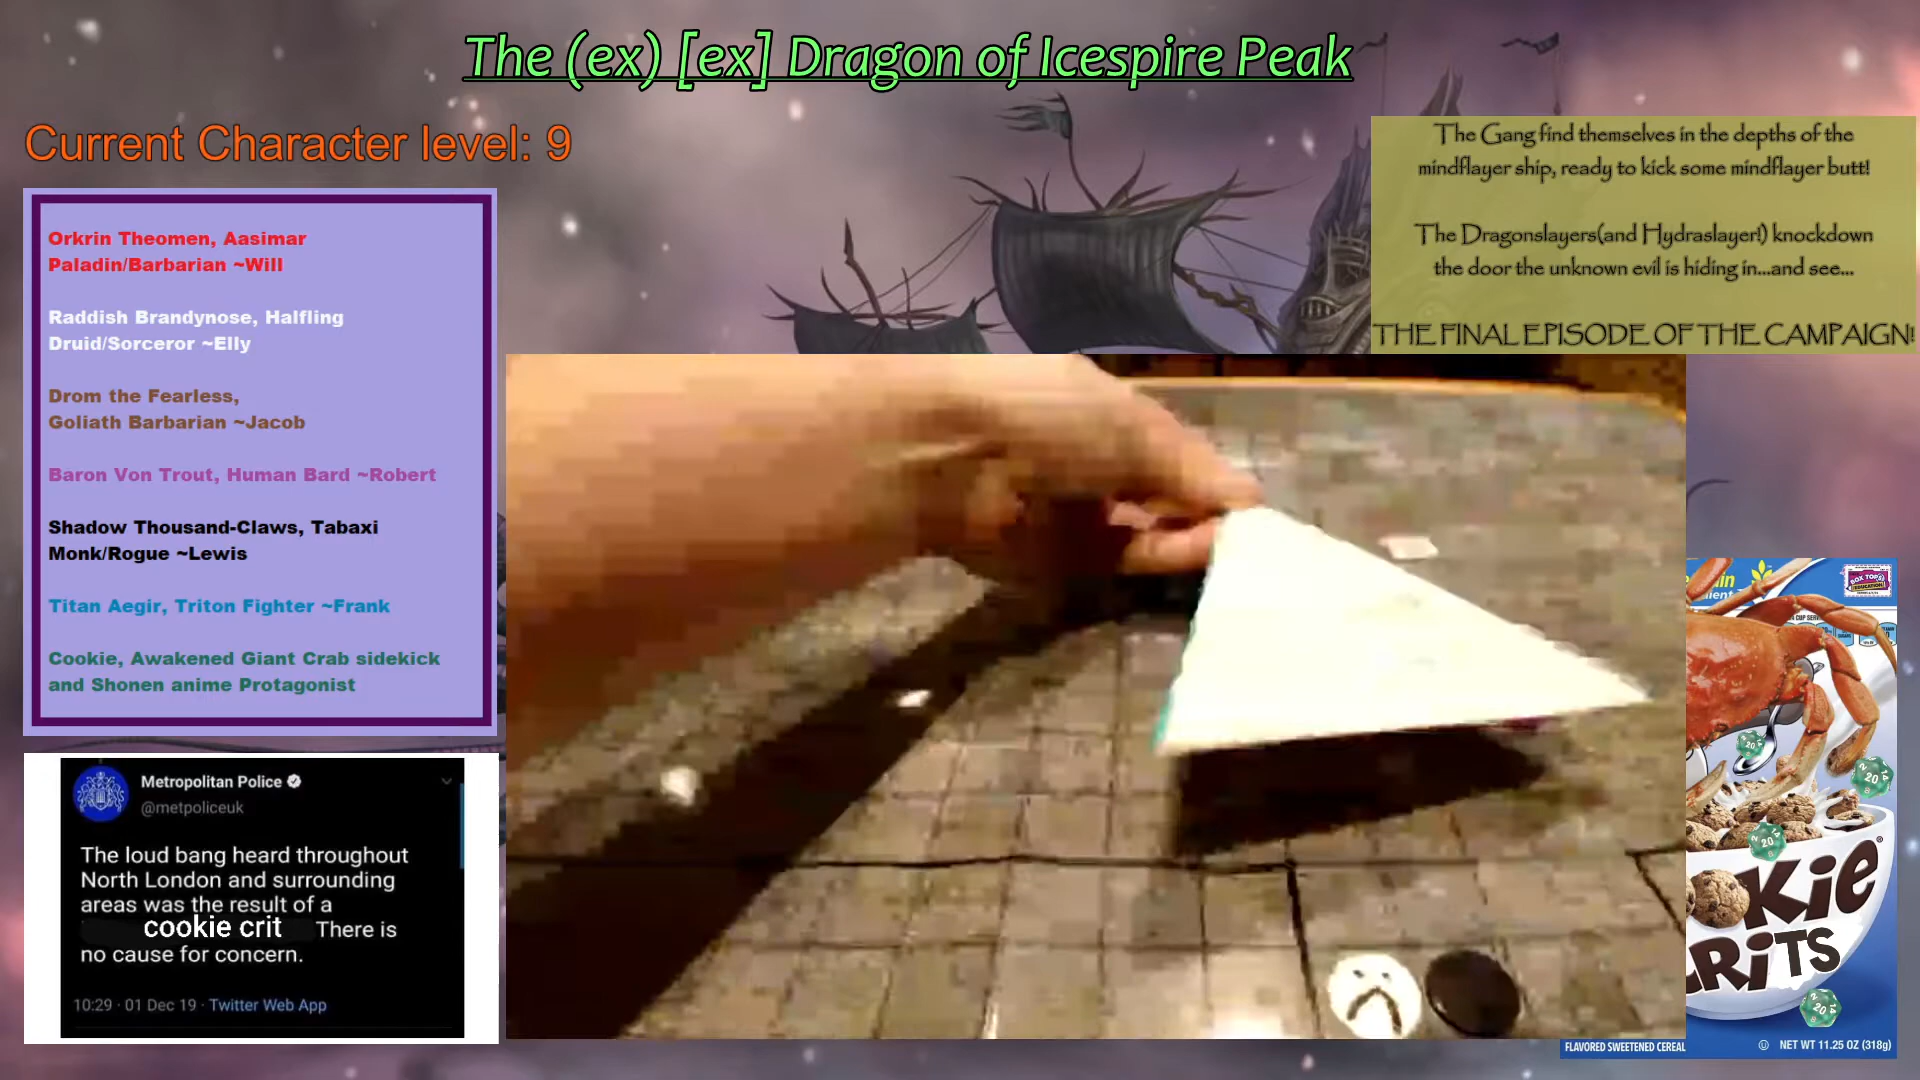 The (ex) [ex] Dragon of Icespire Peak
Current Character level: 9
The Gang find themselves in the depths of the
mindflayer ship, ready to kick some mindflayer butt!
The Dragonslayers(and Hydraslayer!) knockdown
the door the unknown evil is hiding in...and see...
THE FINAL EPISODE OF THE CAMPAIGN!
Orkrin Theomen, Aasimar
Paladin/Barbarian ~Will
Raddish Brandynose, Halfling
Druid/Sorceror ~Elly
Drom the Fearless,
Goliath Barbarian ~Jacob
Baron Von Trout, Human Bard ~Robert
Shadow Thousand-Claws, Tabaxi
Monk/Rogue ~Lewis
Titan Aegir, Triton Fighter ~Frank
Cookie, Awakened Giant Crab sidekick
and Shonen anime Protagonist
Metropolitan Police
@metpoliceuk
The loud bang heard throughout
North London and surrounding
areas was the result of a
cookie crit There is
no cause for concern.
10:29 · 01 Dec 19 · Twitter Web App
BOX TOPS
20
20
20
20
Kie
RiTS
FLAVORED SWEETENED CEREAL
NET WT 11.25 OZ (318g)